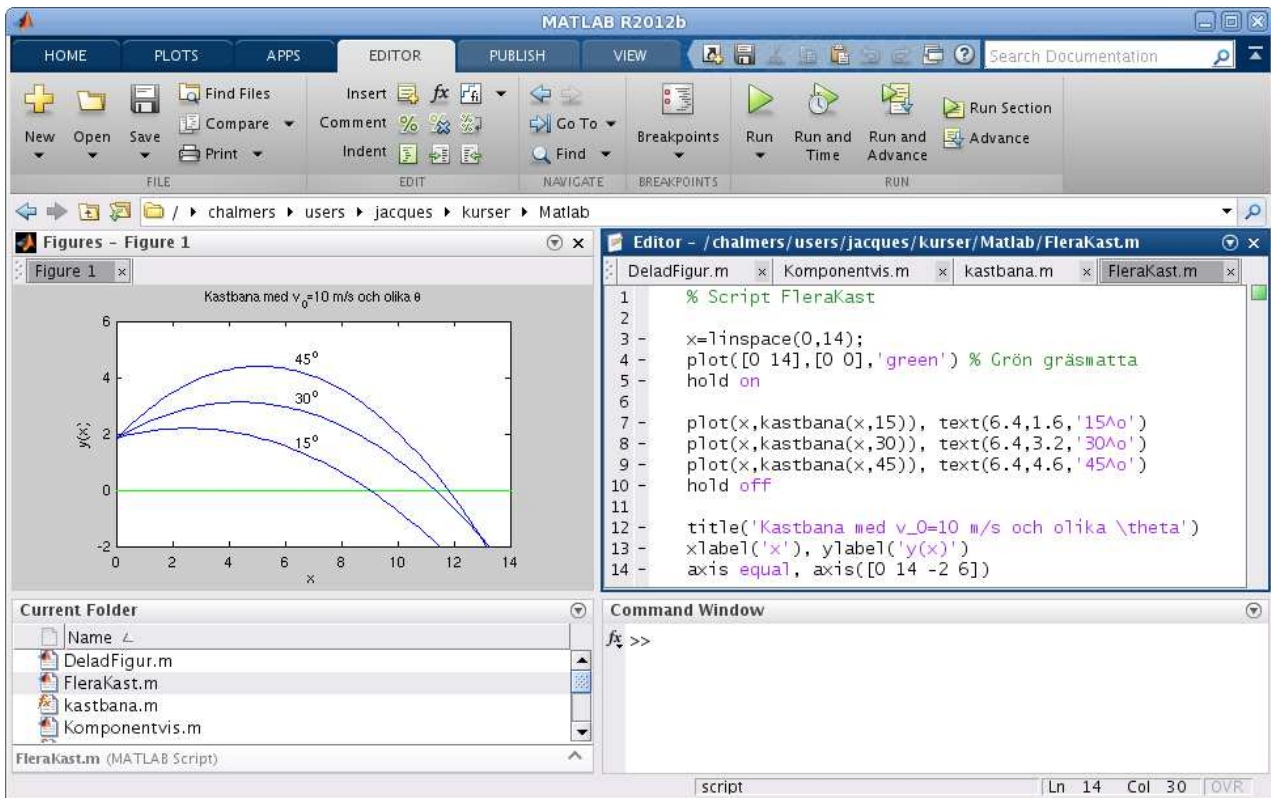 MATLAB R2012b
HOME PLOTS APPS EDITOR PUBLISH VIEW Search Documentation
New Open Save Find Files Compare Print
FILE
Insert fx
Comment %
Indent
EDIT
Go To
Find
NAVIGATE
Breakpoints
BREAKPOINTS
Run Run and Time Run and Advance Run Section Advance
RUN
/ chalmers users jacques kurser Matlab
Figures - Figure 1
Figure 1
Kastbana med v0=10 m/s och olika θ
6
4
2
0
-2
y(x)
45°
30°
15°
0 2 4 6 8 10 12 14
x
Editor - /chalmers/users/jacques/kurser/Matlab/FleraKast.m
DeladFigur.m Komponentvis.m kastbana.m FleraKast.m
1 % Script FleraKast
2
3 - x=linspace(0,14);
4 - plot([0 14],[0 0],'green') % Grön gräsmatta
5 - hold on
6
7 - plot(x,kastbana(x,15)), text(6.4,1.6,'15^o')
8 - plot(x,kastbana(x,30)), text(6.4,3.2,'30^o')
9 - plot(x,kastbana(x,45)), text(6.4,4.6,'45^o')
10 - hold off
11
12 - title('Kastbana med v_0=10 m/s och olika \theta')
13 - xlabel('x'), ylabel('y(x)')
14 - axis equal, axis([0 14 -2 6])
Current Folder
Name
DeladFigur.m
FleraKast.m
kastbana.m
Komponentvis.m
FleraKast.m (MATLAB Script)
Command Window
fx >>
script Ln 14 Col 30 OVR